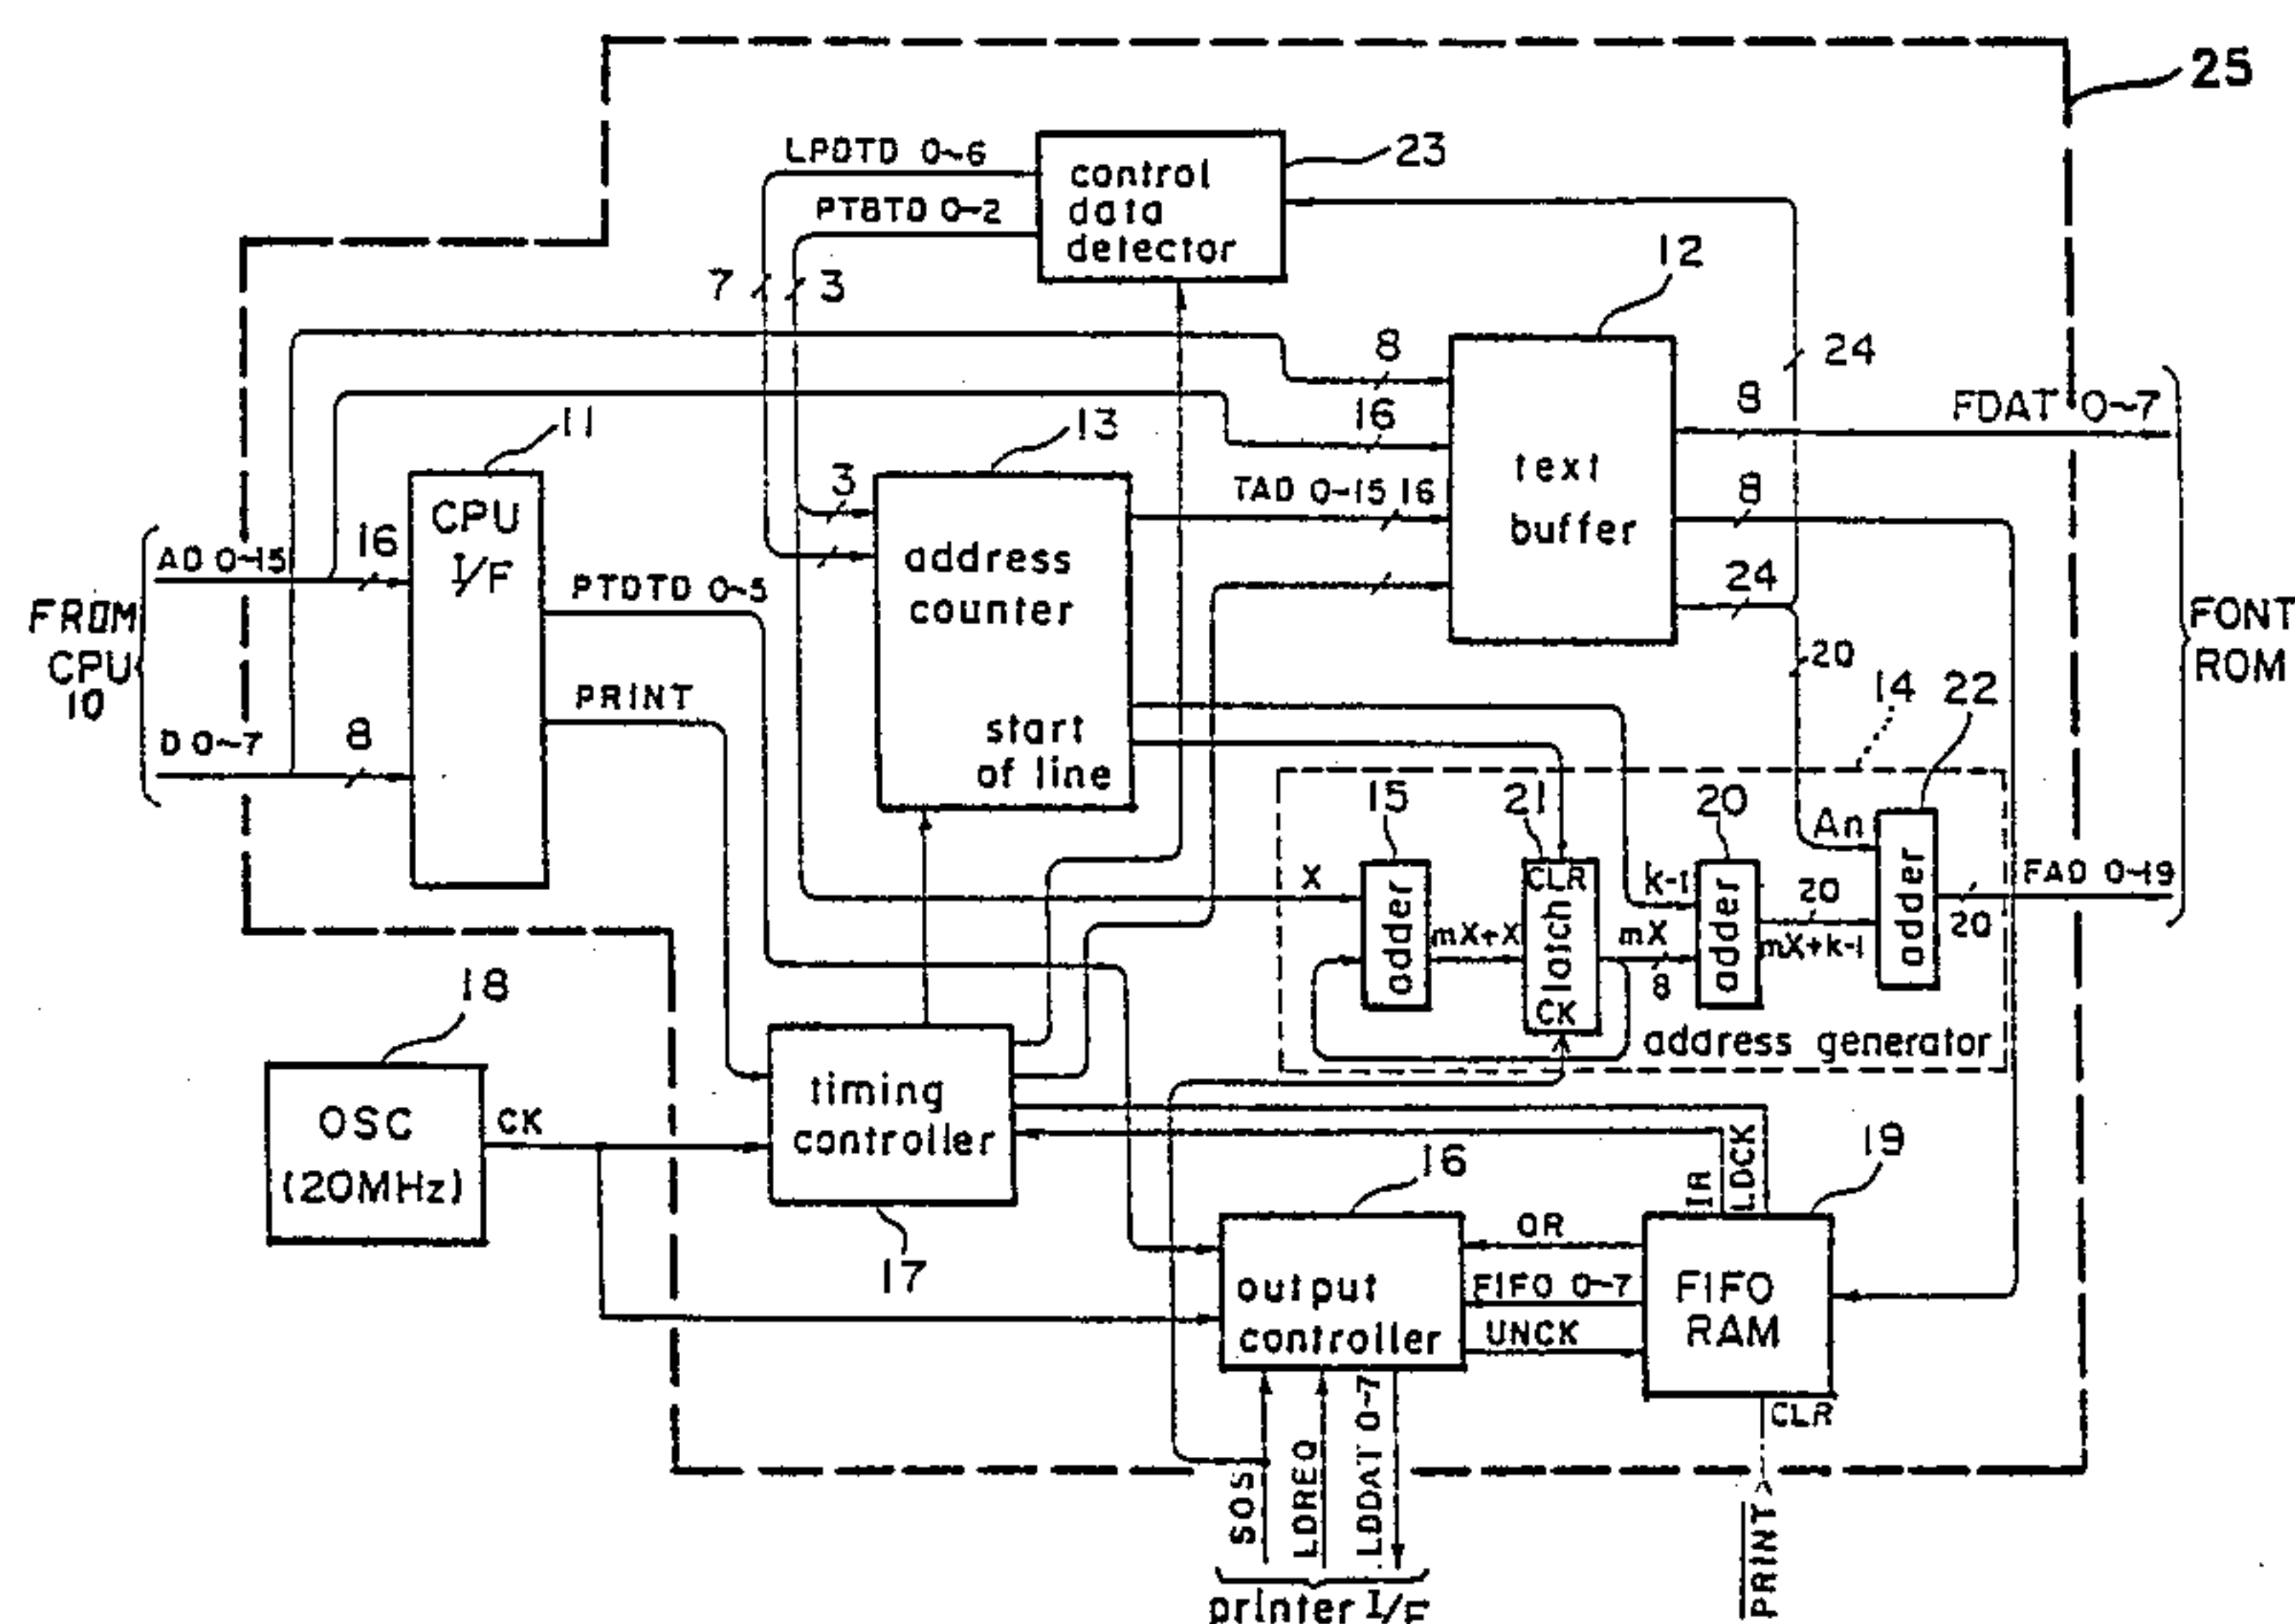 25
LPDTD 0~6
23
control
data
detector
PTBTD 0~2
12
7
3
8
24
16
8
FDAT 0~7
11
13
3
TAD 0~15 16
text
buffer
8
CPU
I/F
AD 0~15
16
PTDTD 0~5
address
counter
24
FROM
CPU
10
FONT
ROM
20
14
22
PRINT
D 0~7
8
start
of line
15
21
20
An
X
CLR
k-1
20
FAD 0~19
adder
mX+X
latch
mX
adder
mX+k-1
adder
20
8
CK
address generator
18
OSC
(20MHz)
CK
timing
controller
17
16
IR
LDCK
19
OR
output
controller
FIFO 0~7
UNCK
FIFO
RAM
CLR
SOS
LDREQ
LDDAT 0~7
PRINT
printer I/F